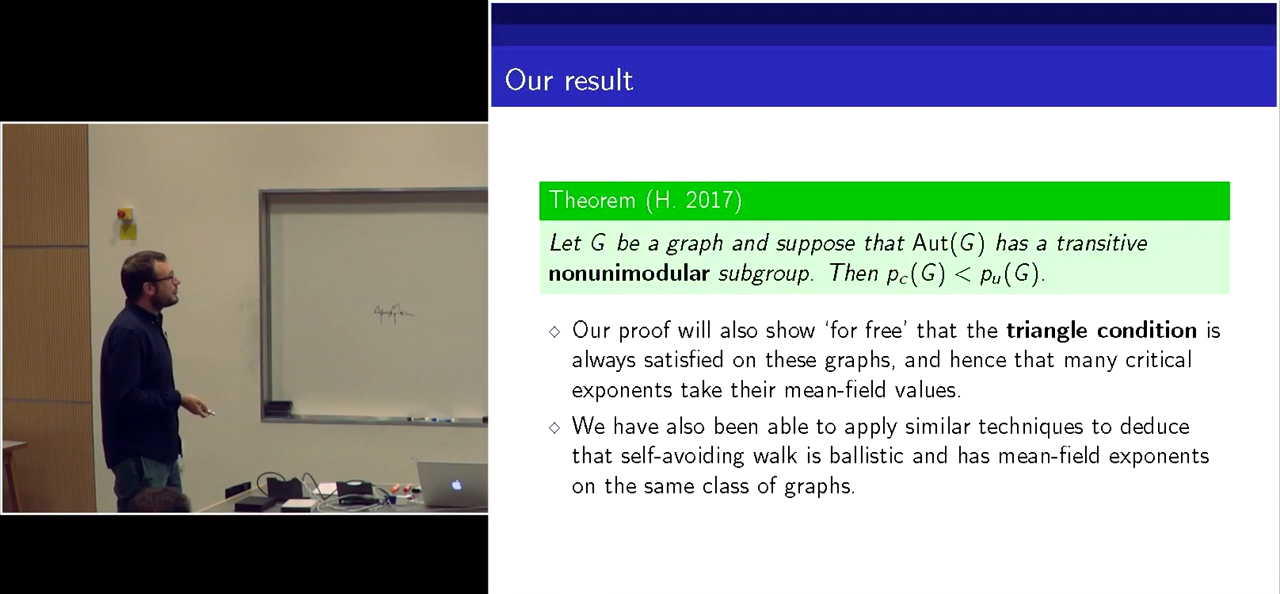 Our result
Theorem (H. 2017)
Let G be a graph and suppose that Aut(G) has a transitive
nonunimodular subgroup. Then p_c(G) < p_u(G).
⋄ Our proof will also show ‘for free’ that the triangle condition is
always satisfied on these graphs, and hence that many critical
exponents take their mean-field values.
⋄ We have also been able to apply similar techniques to deduce
that self-avoiding walk is ballistic and has mean-field exponents
on the same class of graphs.